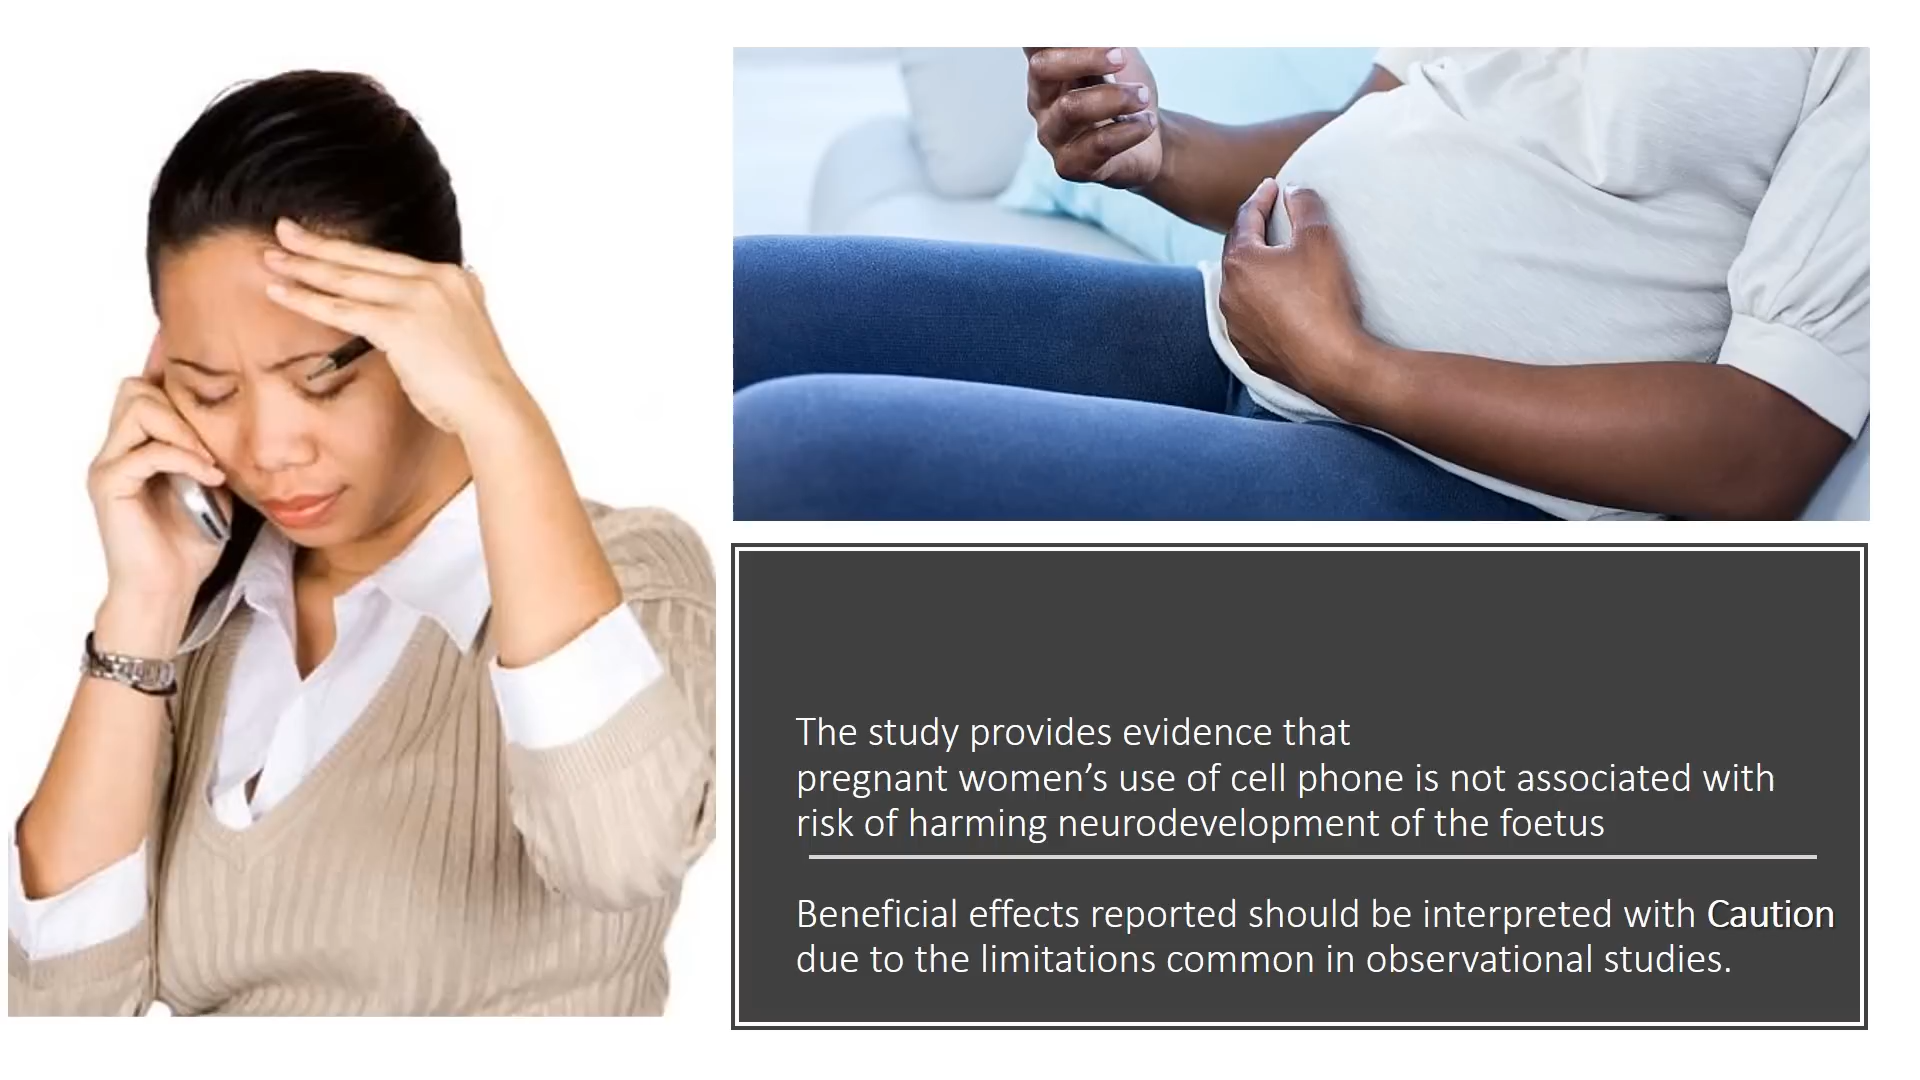 The study provides evidence that
pregnant women’s use of cell phone is not associated with
risk of harming neurodevelopment of the foetus
Beneficial effects reported should be interpreted with Caution
due to the limitations common in observational studies.